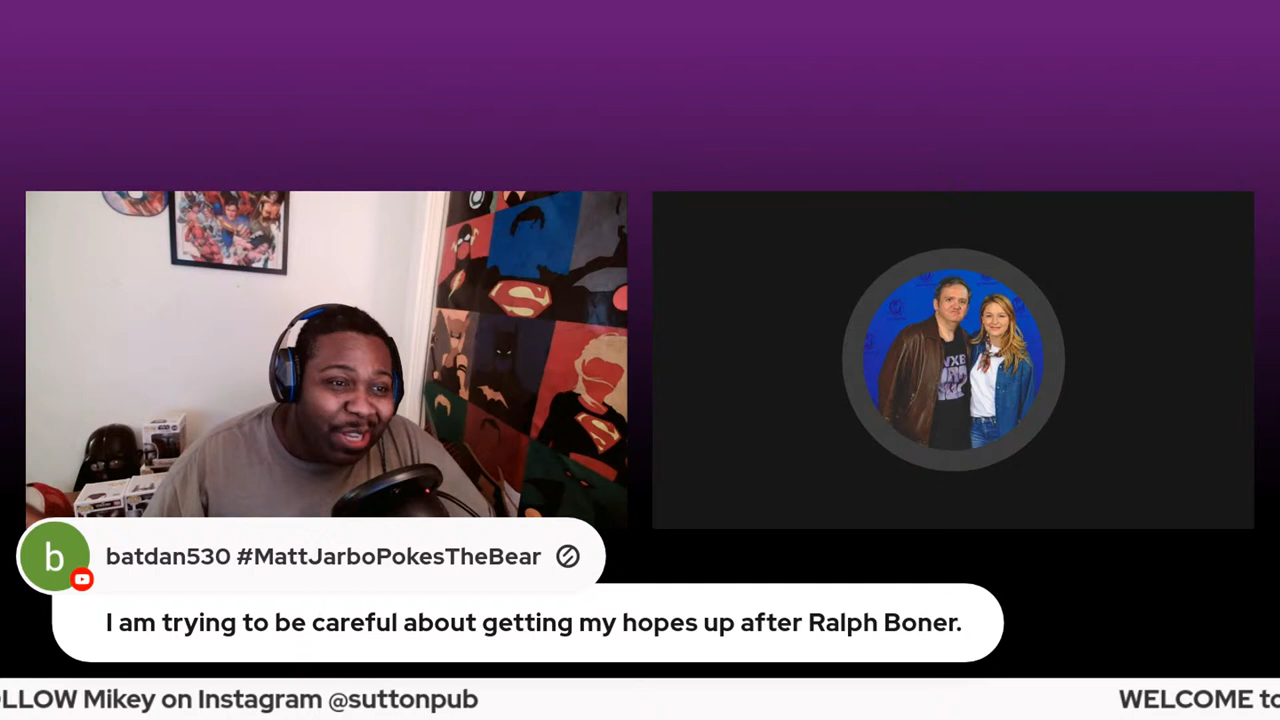 b
batdan530 #MattJarboPokesTheBear
I am trying to be careful about getting my hopes up after Ralph Boner.
OLLOW Mikey on Instagram @suttonpub
WELCOME to